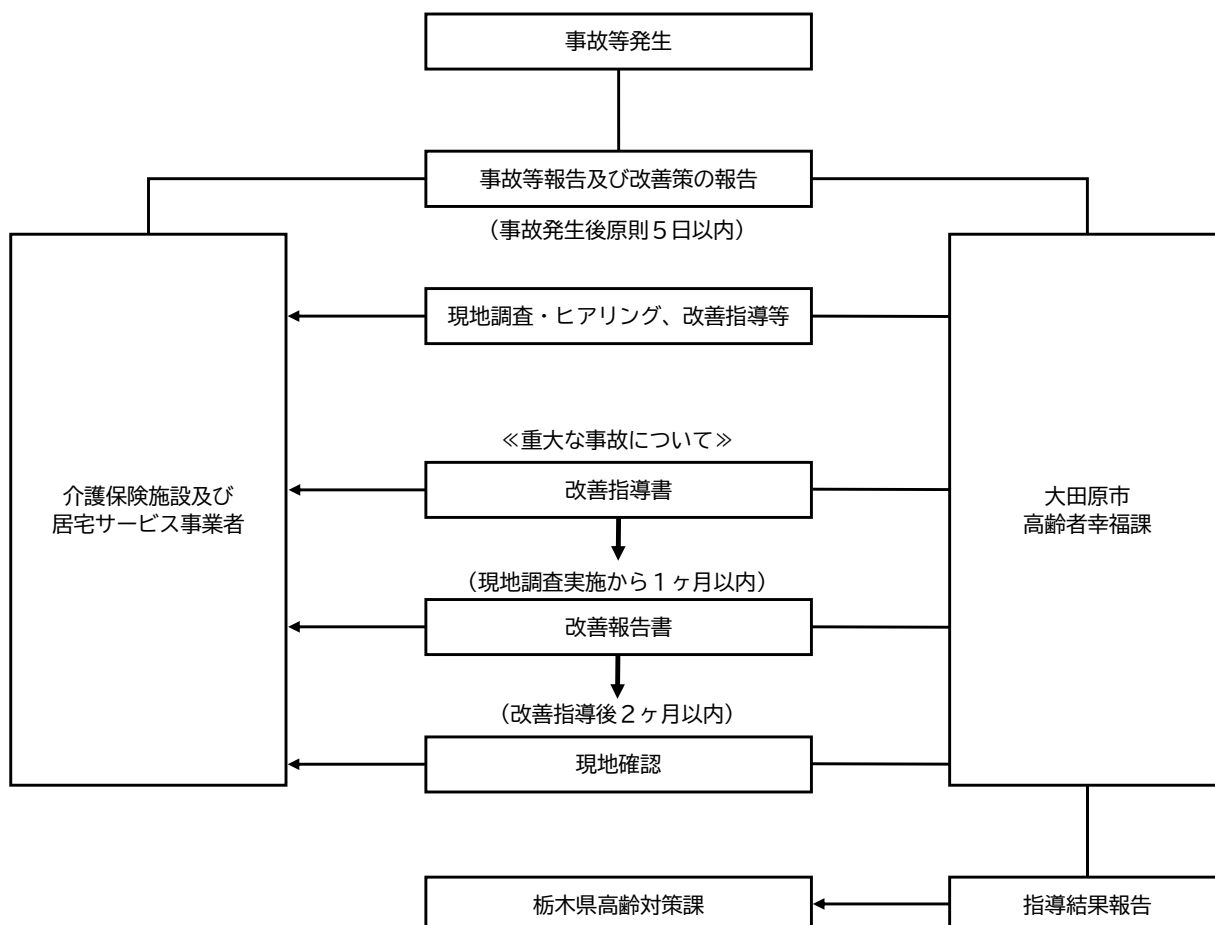 事故等発生
事故等報告及び改善策の報告
（事故発生後原則５日以内）
現地調査・ヒアリング、改善指導等
≪重大な事故について≫
改善指導書
介護保険施設及び
居宅サービス事業者
大田原市
高齢者幸福課
（現地調査実施から１ヶ月以内）
改善報告書
（改善指導後２ヶ月以内）
現地確認
栃木県高齢対策課
指導結果報告